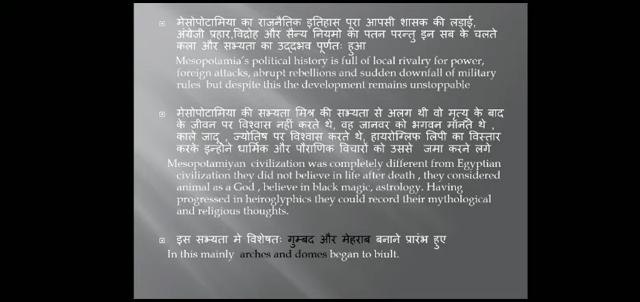 मेसोपोटामिया का राजनैतिक इतिहास पूरा आपसी शासक की लड़ाई,
अंग्रेजी प्रहार,विद्रोह और सैन्य नियमो का पतन परन्तु इन सब के चलते
कला और सभ्यता का उद्दभव पूर्णतः हुआ
Mesopotamia's political history is full of local rivalry for power,
foreign attacks, abrupt rebellions and sudden downfall of military
rules but despite this the development remains unstoppable
मेसोपोटामिया की सभ्यता मिश्र की सभ्यता से अलग थी वो मृत्यु के बाद
के जीवन पर विश्वास नहीं करते थे, वह जानवर को भगवन मानते थे ,
काले जादू , ज्योतिष पर विश्वास करते थे, हायरोग्लिफ लिपी का विस्तार
करके इन्होने धार्मिक और पौराणिक विचारों को उससे जमा करने लगे
Mesopotamiyan civilization was completely different from Egyptian
civilization they did not believe in life after death , they considered
animal as a God , believe in black magic, astrology. Having
progressed in heiroglyphics they could record their mythological
and religious thoughts.
इस सभ्यता मे विशेषतः गुम्बद और मेहराब बनाने प्रारंभ हुए
In this mainly arches and domes began to biult.